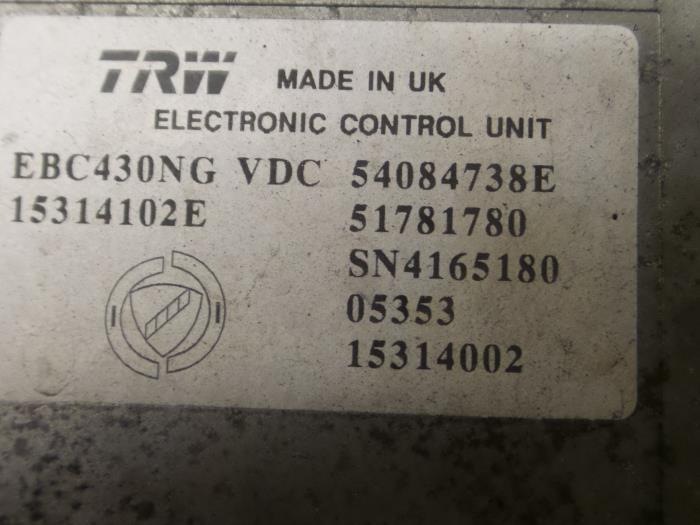 TRW MADE IN UK
ELECTRONIC CONTROL UNIT
EBC430NG VDC 54084738E
15314102E 51781780
SN4165180
05353
15314002